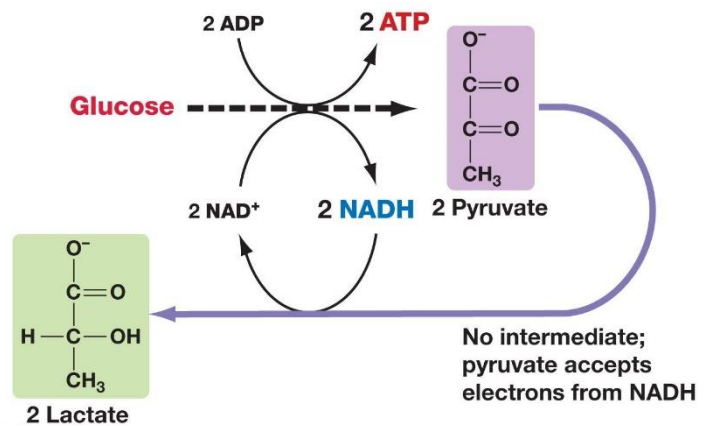 2 ADP
2 ATP
Glucose
O⁻
C=O
C=O
CH₃
2 NAD⁺
2 NADH
2 Pyruvate
O⁻
C=O
H—C—OH
CH₃
2 Lactate
No intermediate;
pyruvate accepts
electrons from NADH